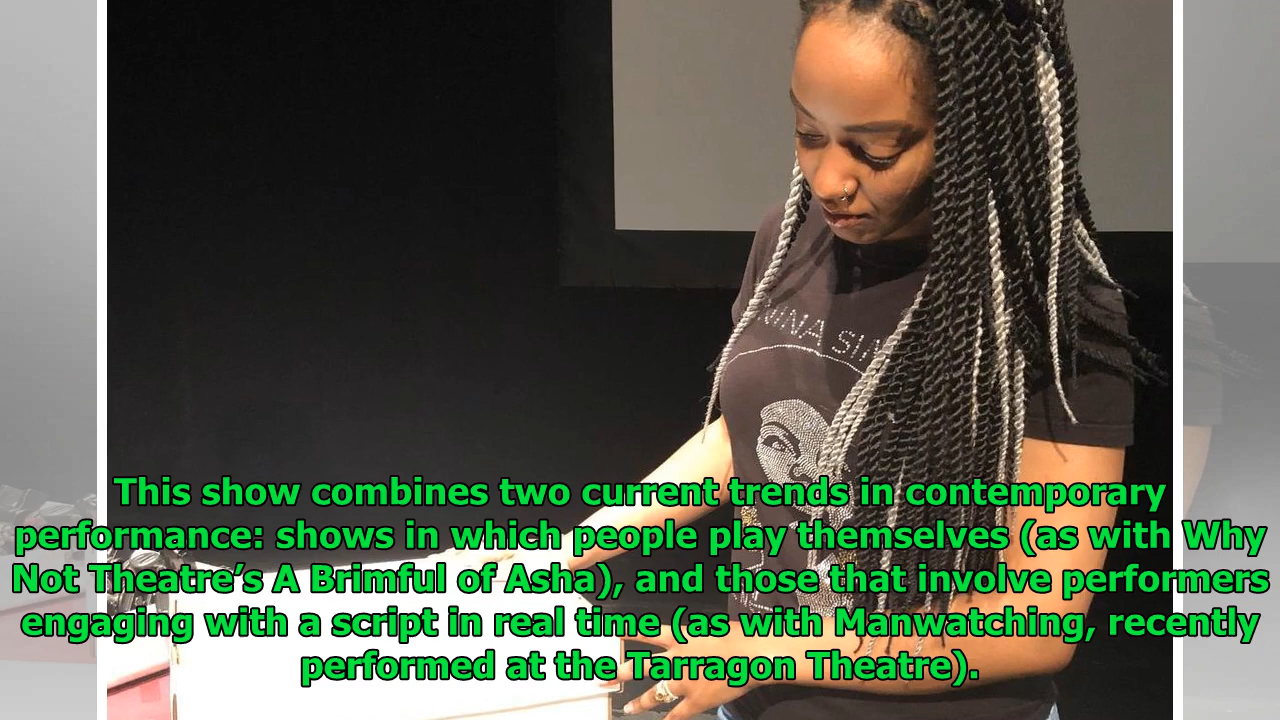 NINA SI
This show combines two current trends in contemporary
performance: shows in which people play themselves (as with Why
Not Theatre’s A Brimful of Asha), and those that involve performers
engaging with a script in real time (as with Manwatching, recently
performed at the Tarragon Theatre).